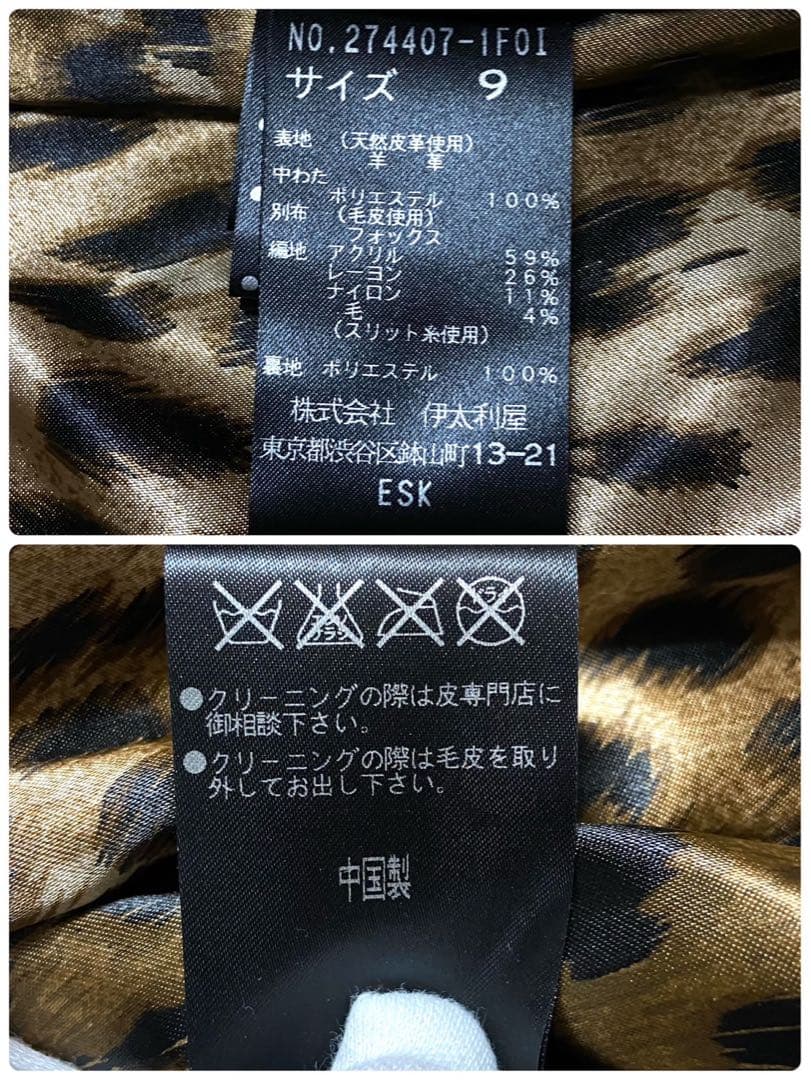 NO.274407-1F0I
サイズ 9
表地 (天然皮革使用)
羊 革
中わた
ポリエステル 100%
別布 (毛皮使用)
フォックス
編地 アクリル 59%
レーヨン 26%
ナイロン 11%
毛 4%
(スリット糸使用)
裏地 ポリエステル 100%
株式会社 伊太利屋
東京都渋谷区鉢山町13-21
ESK
ドライ
●クリーニングの際は皮専門店に
御相談下さい。
●クリーニングの際は毛皮を取り
外してお出し下さい。
中国製